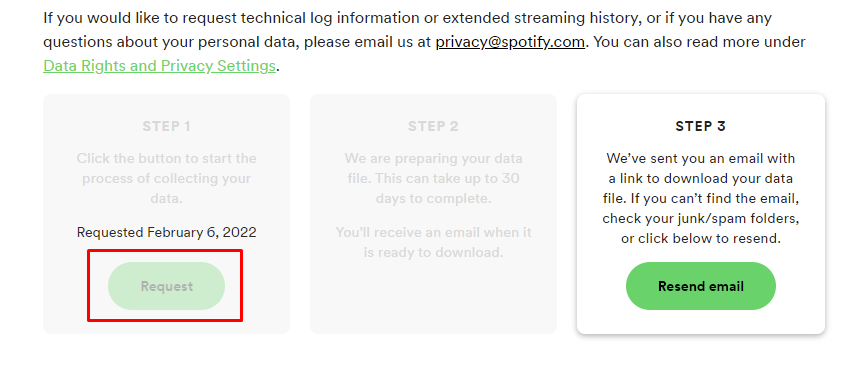 If you would like to request technical log information or extended streaming history, or if you have any
questions about your personal data, please email us at privacy@spotify.com. You can also read more under
Data Rights and Privacy Settings.
STEP 1
Click the button to start the
process of collecting your
data.
Requested February 6, 2022
Request
STEP 2
We are preparing your data
file. This can take up to 30
days to complete.
You’ll receive an email when it
is ready to download.
STEP 3
We’ve sent you an email with
a link to download your data
file. If you can’t find the email,
check your junk/spam folders,
or click below to resend.
Resend email